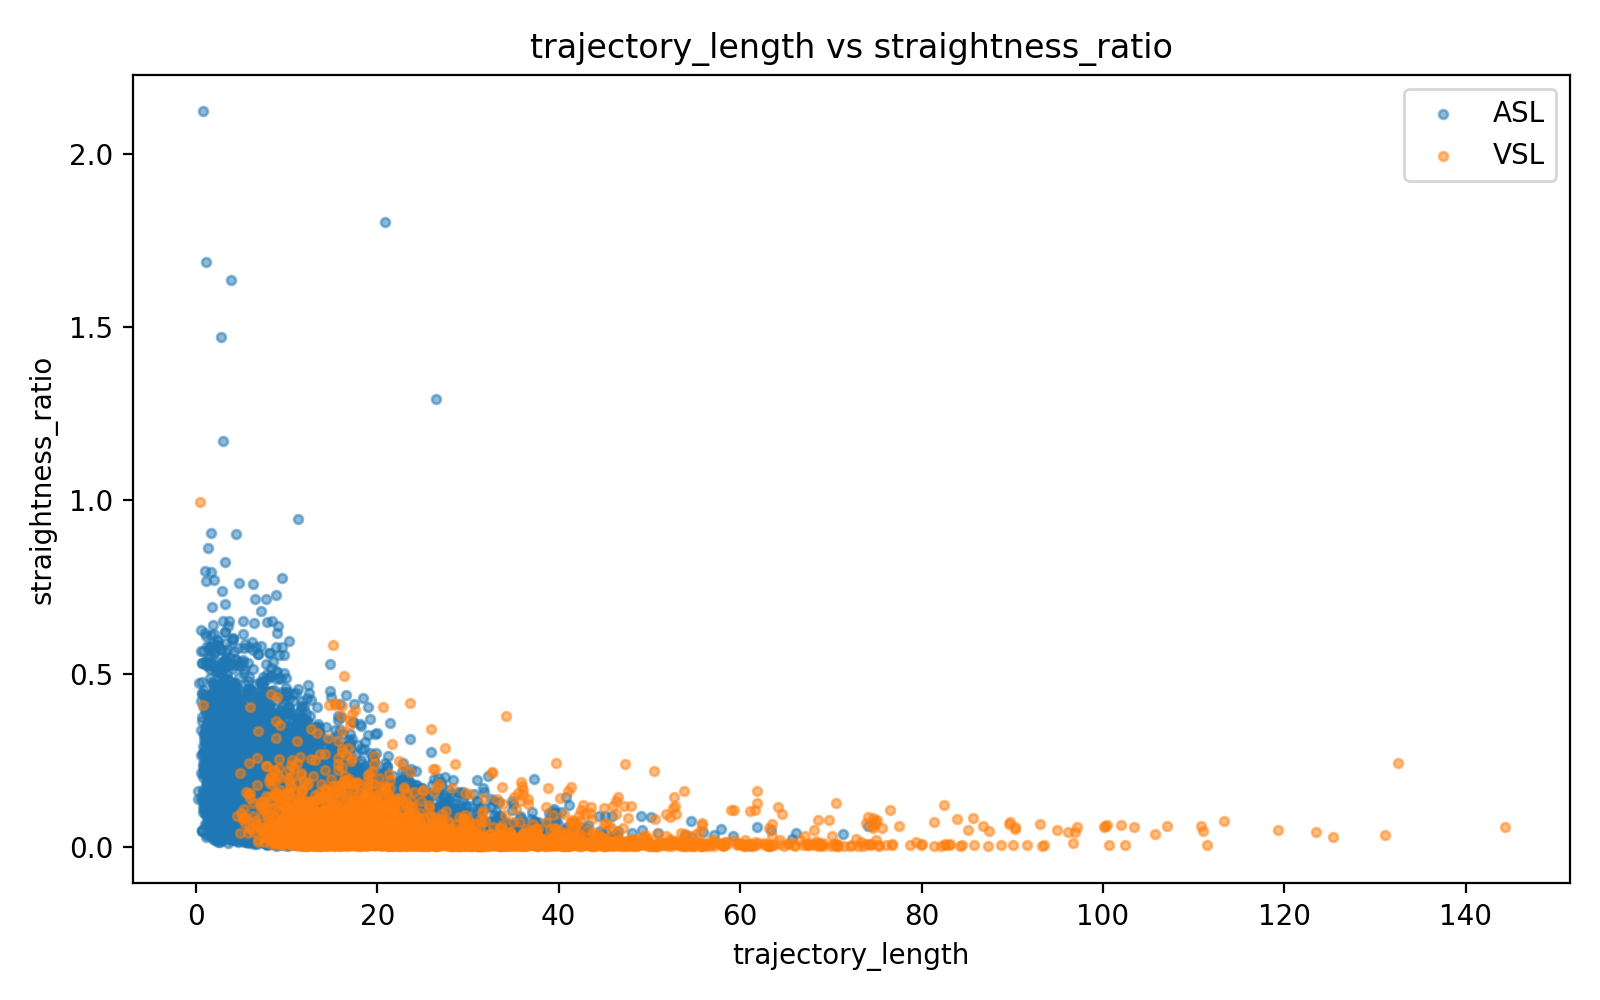 trajectory_length vs straightness_ratio
ASL
VSL
straightness_ratio
2.0
1.5
1.0
0.5
0.0
0
20
40
60
80
100
120
140
trajectory_length